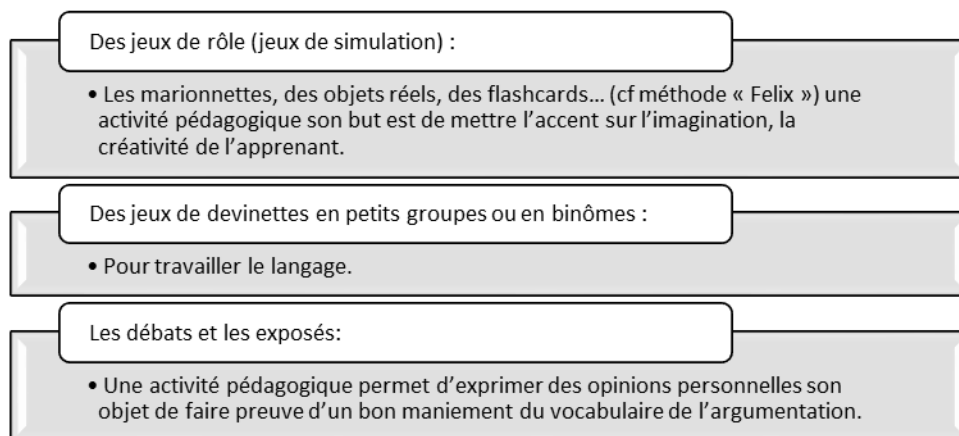 Des jeux de rôle (jeux de simulation) :
• Les marionnettes, des objets réels, des flashcards... (cf méthode « Felix ») une
activité pédagogique son but est de mettre l’accent sur l’imagination, la
créativité de l’apprenant.
Des jeux de devinettes en petits groupes ou en binômes :
• Pour travailler le langage.
Les débats et les exposés:
• Une activité pédagogique permet d’exprimer des opinions personnelles son
objet de faire preuve d’un bon maniement du vocabulaire de l’argumentation.